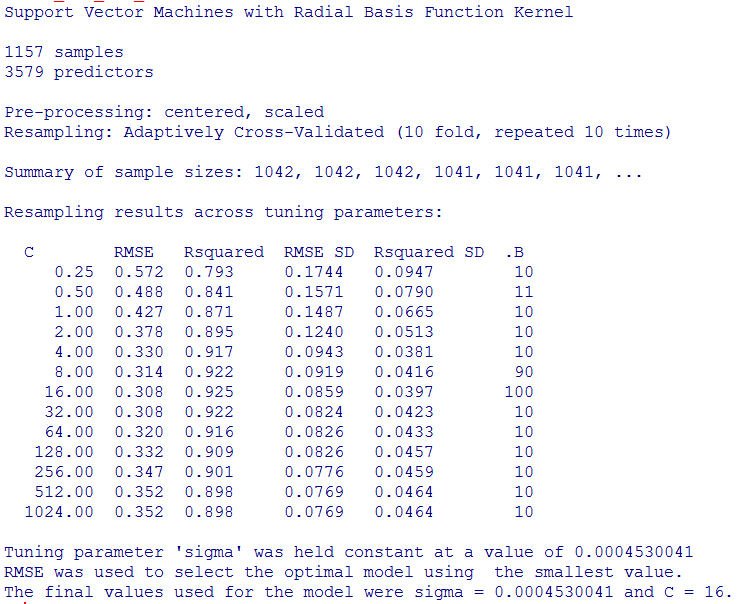 Support Vector Machines with Radial Basis Function Kernel
1157 samples
3579 predictors
Pre-processing: centered, scaled
Resampling: Adaptively Cross-Validated (10 fold, repeated 10 times)
Summary of sample sizes: 1042, 1042, 1042, 1041, 1041, 1041, ...
Resampling results across tuning parameters:
C RMSE Rsquared RMSE SD Rsquared SD .B
0.25 0.572 0.793 0.1744 0.0947 10
0.50 0.488 0.841 0.1571 0.0790 11
1.00 0.427 0.871 0.1487 0.0665 10
2.00 0.378 0.895 0.1240 0.0513 10
4.00 0.330 0.917 0.0943 0.0381 10
8.00 0.314 0.922 0.0919 0.0416 90
16.00 0.308 0.925 0.0859 0.0397 100
32.00 0.308 0.922 0.0824 0.0423 10
64.00 0.320 0.916 0.0826 0.0433 10
128.00 0.332 0.909 0.0826 0.0457 10
256.00 0.347 0.901 0.0776 0.0459 10
512.00 0.352 0.898 0.0769 0.0464 10
1024.00 0.352 0.898 0.0769 0.0464 10
Tuning parameter 'sigma' was held constant at a value of 0.0004530041
RMSE was used to select the optimal model using  the smallest value.
The final values used for the model were sigma = 0.0004530041 and C = 16.